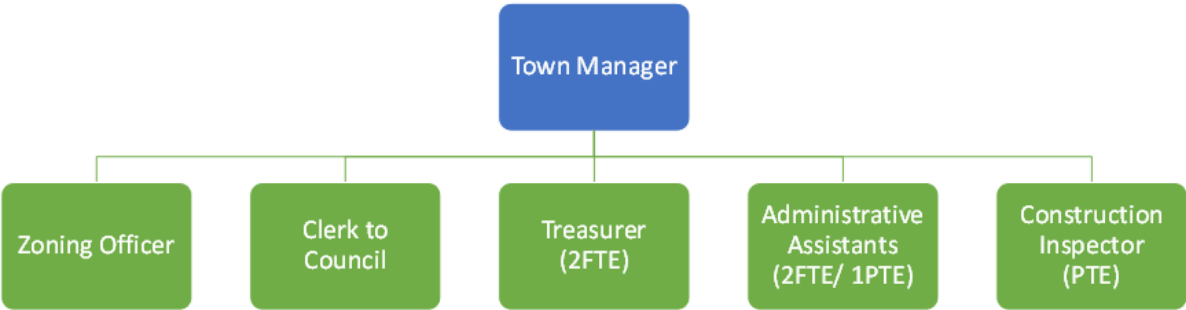 Town Manager
Zoning Officer
Clerk to
Council
Treasurer
(2FTE)
Administrative
Assistants
(2FTE/ 1PTE)
Construction
Inspector
(PTE)